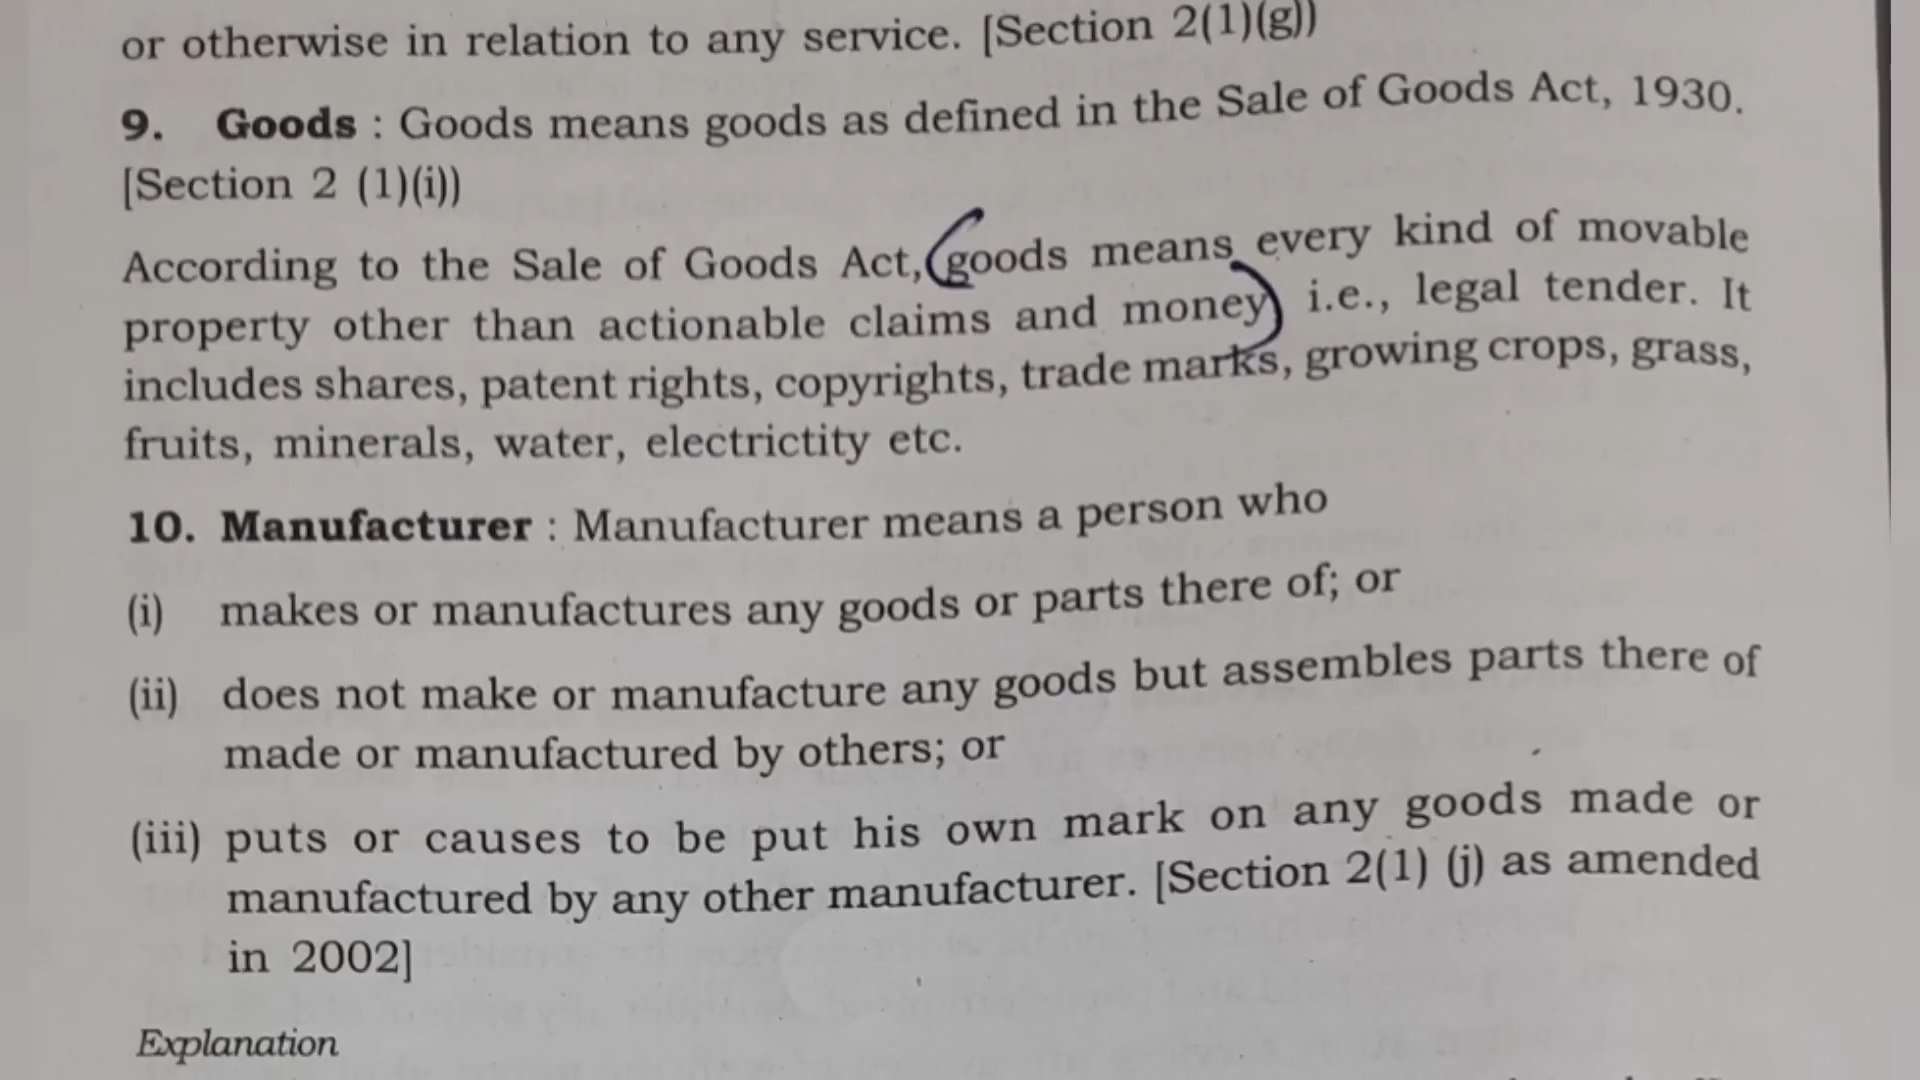 or otherwise in relation to any service. [Section 2(1)(g))
9. Goods : Goods means goods as defined in the Sale of Goods Act, 1930.
[Section 2 (1)(i))
According to the Sale of Goods Act, goods means every kind of movable
property other than actionable claims and money) i.e., legal tender. It
includes shares, patent rights, copyrights, trade marks, growing crops, grass,
fruits, minerals, water, electrictity etc.
10. Manufacturer : Manufacturer means a person who
(i) makes or manufactures any goods or parts there of; or
(ii) does not make or manufacture any goods but assembles parts there of
made or manufactured by others; or
(iii) puts or causes to be put his own mark on any goods made or
manufactured by any other manufacturer. [Section 2(1) (j) as amended
in 2002]
Explanation